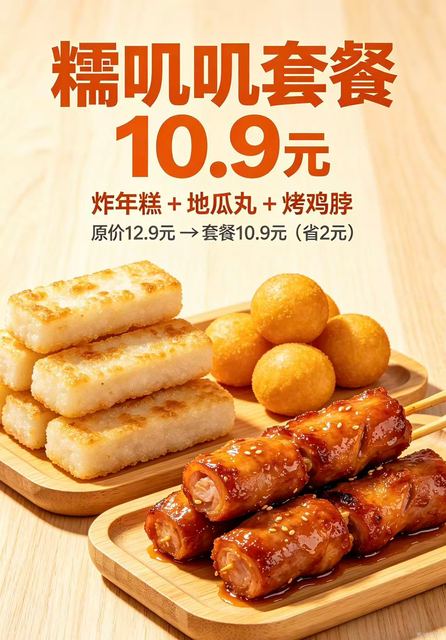 糯叽叽套餐
10.9元
炸年糕 + 地瓜丸 + 烤鸡脖
原价12.9元 → 套餐10.9元（省2元）